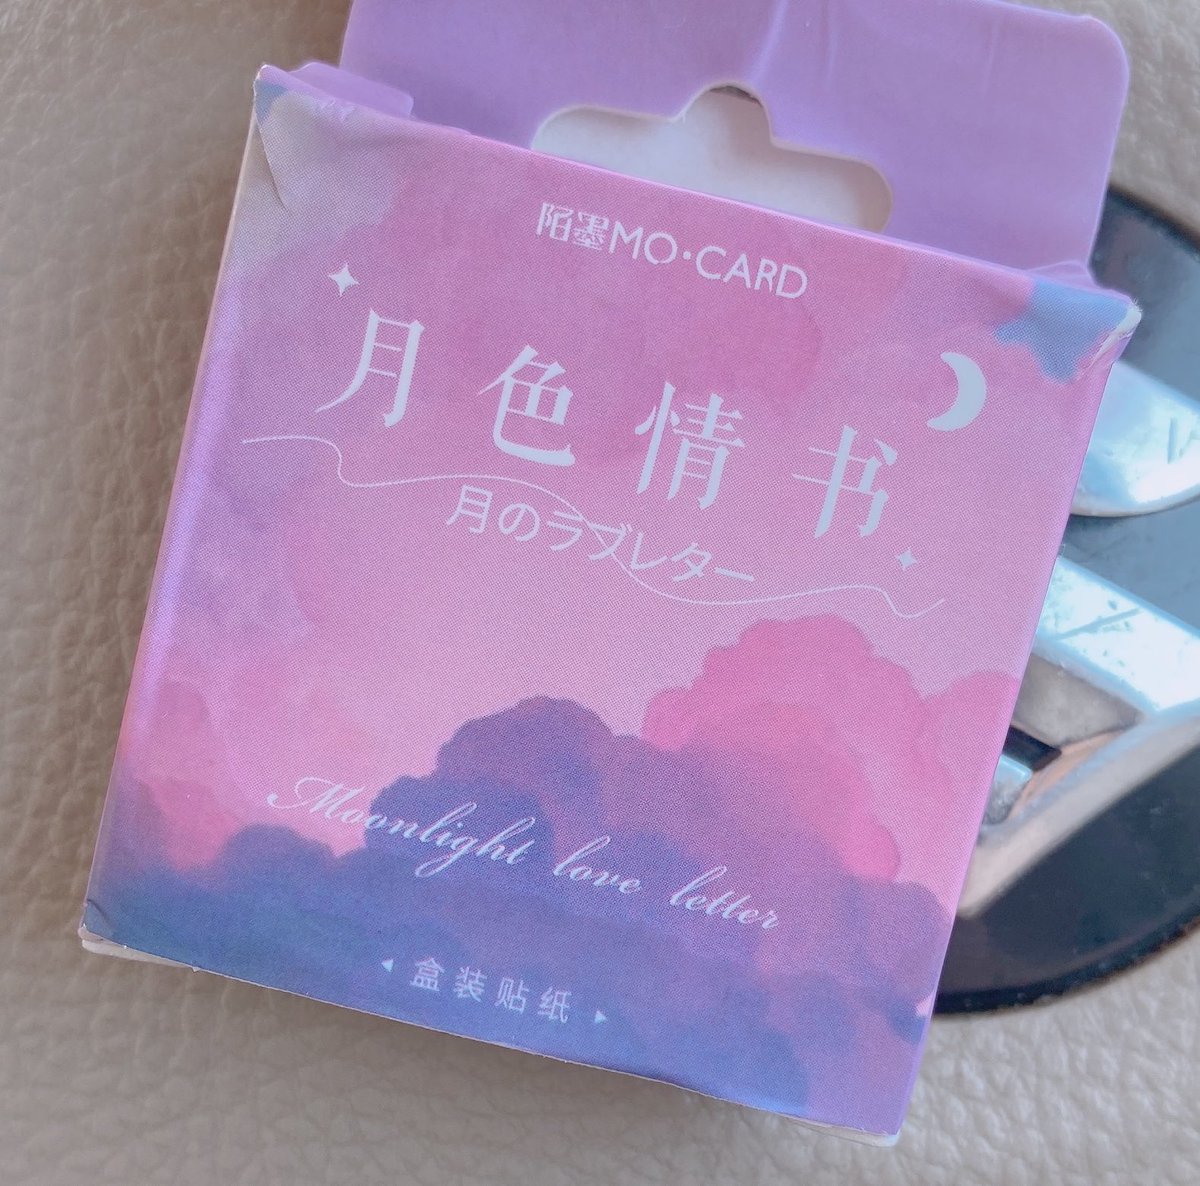 陌墨MO·CARD
月色情书
月のラブレター
Moonlight love letter
盒装贴纸